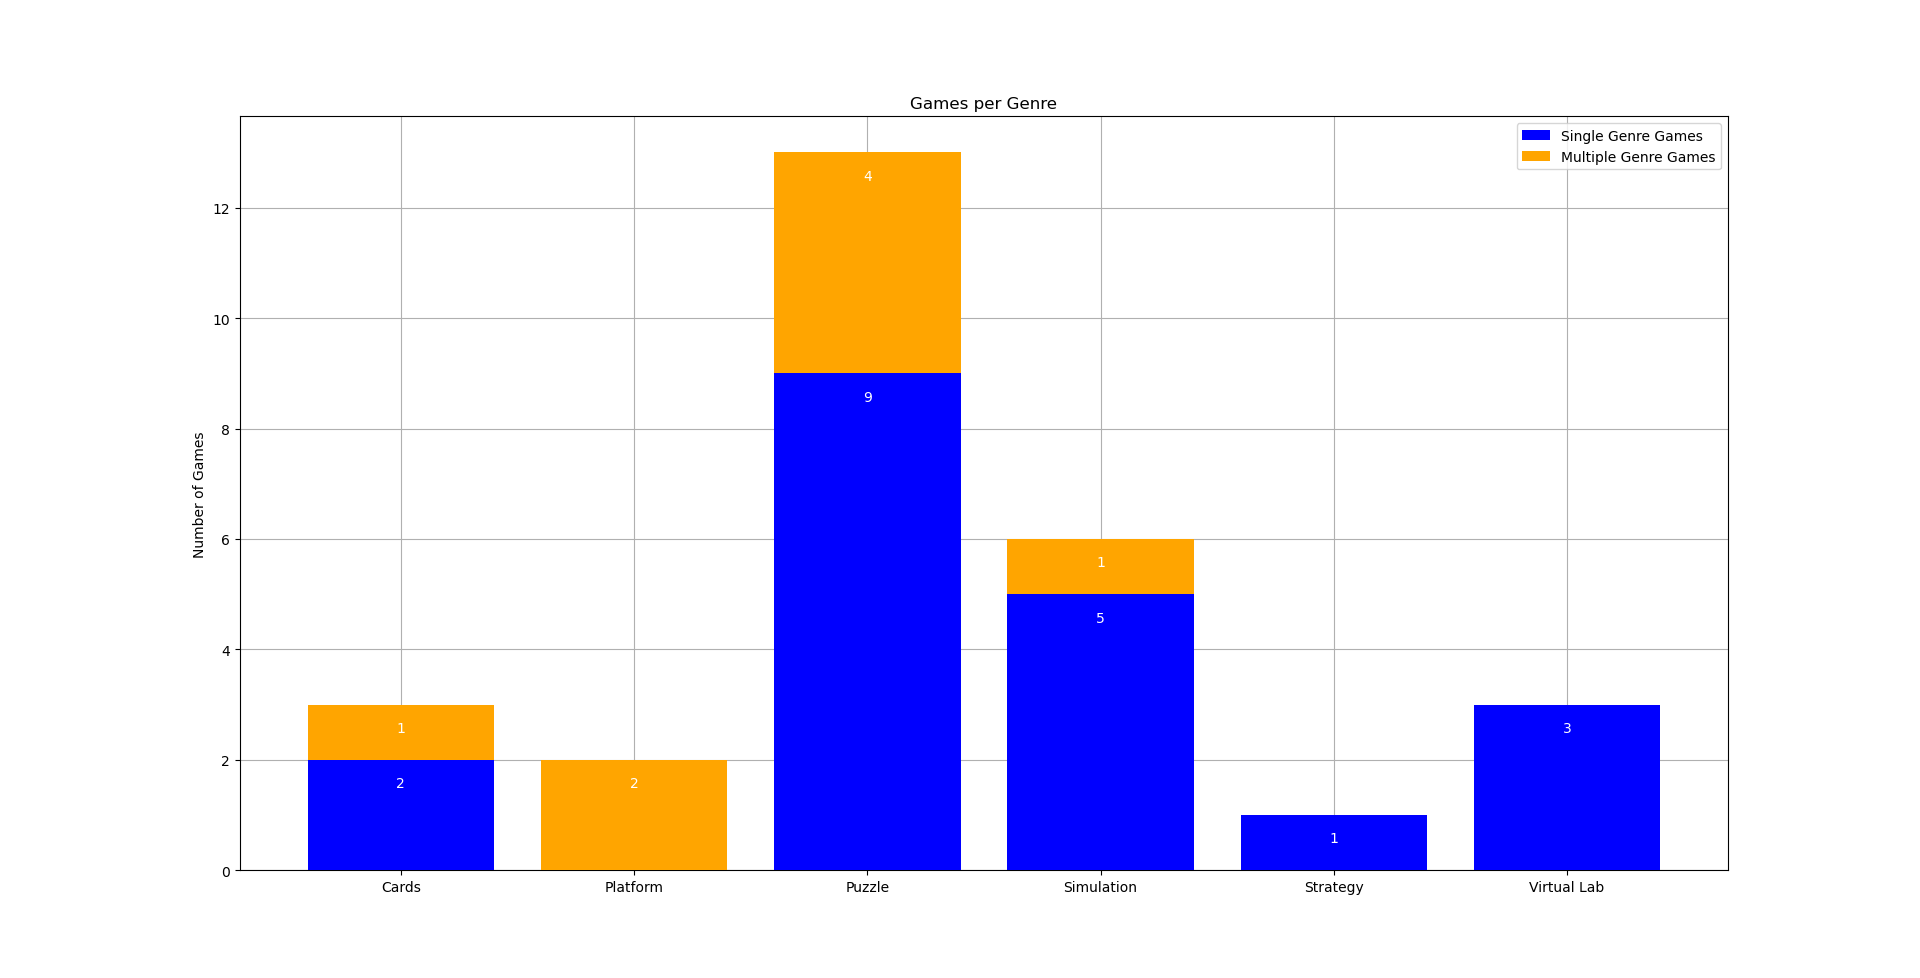 Games per Genre
Single Genre Games
Multiple Genre Games
Number of Games
12
10
8
6
4
2
0
1
2
2
4
9
1
5
1
3
Cards
Platform
Puzzle
Simulation
Strategy
Virtual Lab